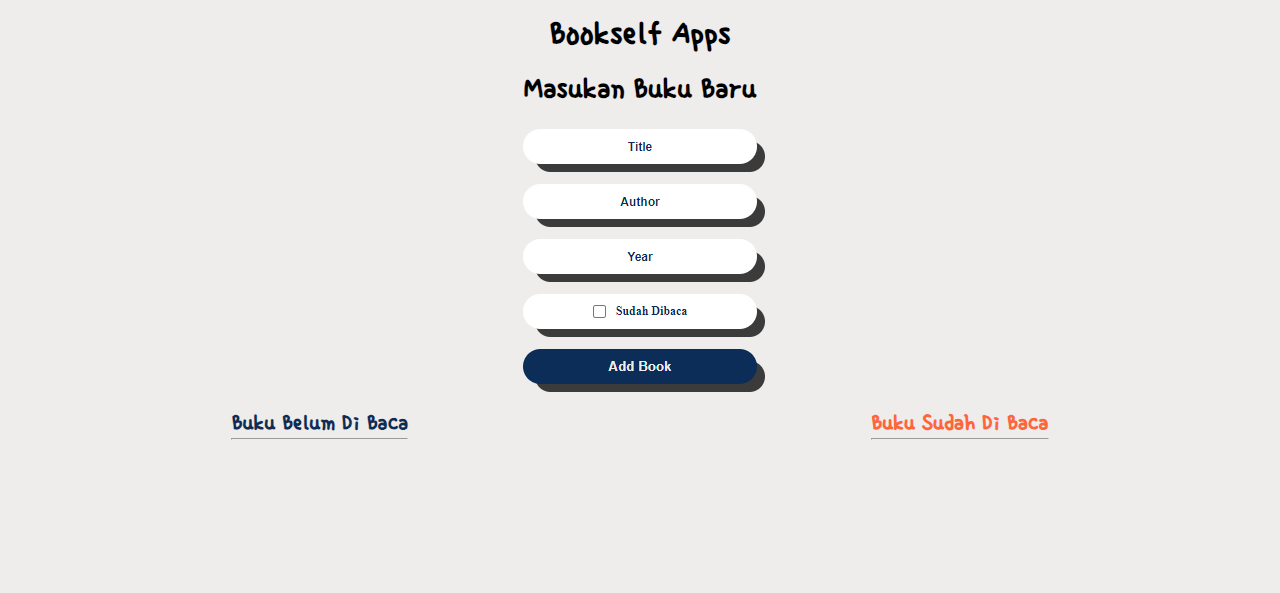 Bookself Apps
Masukan Buku Baru
Title
Author
Year
Sudah Dibaca
Add Book
Buku Belum Di Baca
Buku Sudah Di Baca